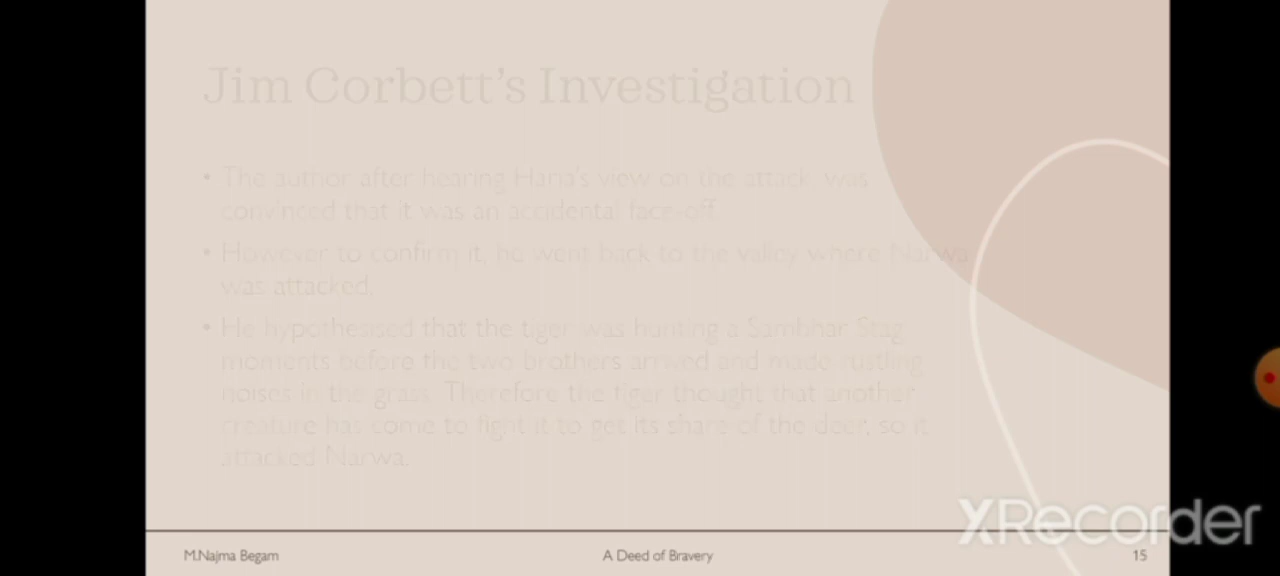 Jim Corbett's Investigation
• The author after hearing Haria's view on the attack, was
convinced that it was an accidental face-off.
• However to confirm it, he went back to the valley where Narwa
was attacked.
• He hypothesised that the tiger was hunting a Sambhar Stag
moments before the two brothers arrived and made rustling
noises in the grass. Therefore the tiger thought that another
creature has come to fight it to get its share of the deer, so it
attacked Narwa.
XRecorder
M.Najma Begam A Deed of Bravery 15